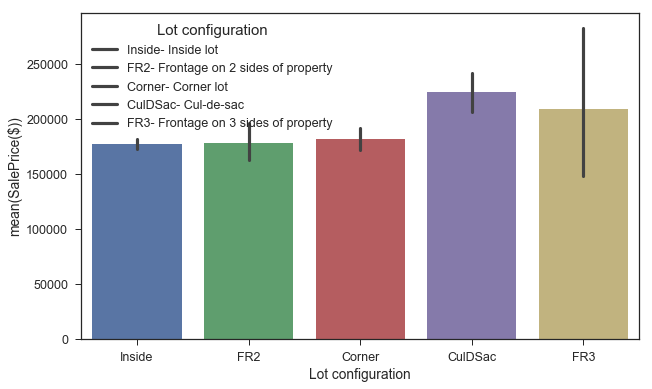 Lot configuration
Inside- Inside lot
FR2- Frontage on 2 sides of property
Corner- Corner lot
CulDSac- Cul-de-sac
FR3- Frontage on 3 sides of property
mean(SalePrice($))
250000
200000
150000
100000
50000
0
Inside FR2 Corner CulDSac FR3
Lot configuration